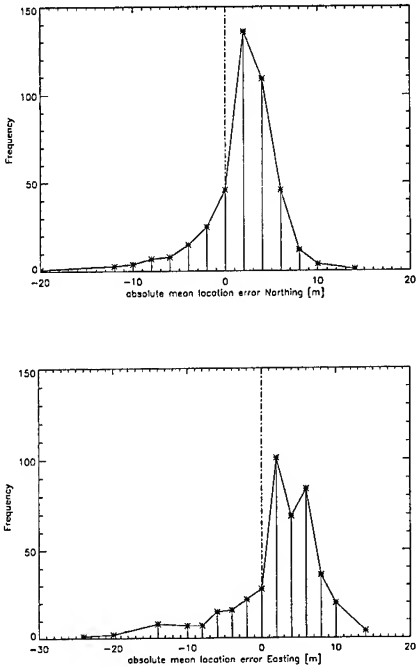 150
100
Frequency
50
0
-20 -10 0 10 20
absolute mean location error Northing [m]
150
100
Frequency
50
0
-30 -20 -10 0 10 20
absolute mean location error Easting [m]